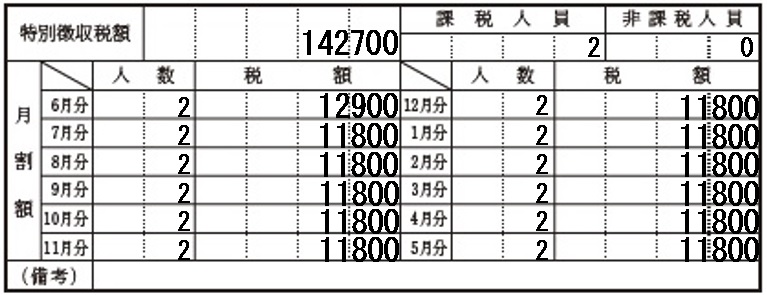 特別徴収税額 142700 課税人員 2 非課税人員 0
月割額 人数 税額 人数 税額
6月分 2 12900 12月分 2 11800
7月分 2 11800 1月分 2 11800
8月分 2 11800 2月分 2 11800
9月分 2 11800 3月分 2 11800
10月分 2 11800 4月分 2 11800
11月分 2 11800 5月分 2 11800
(備考)